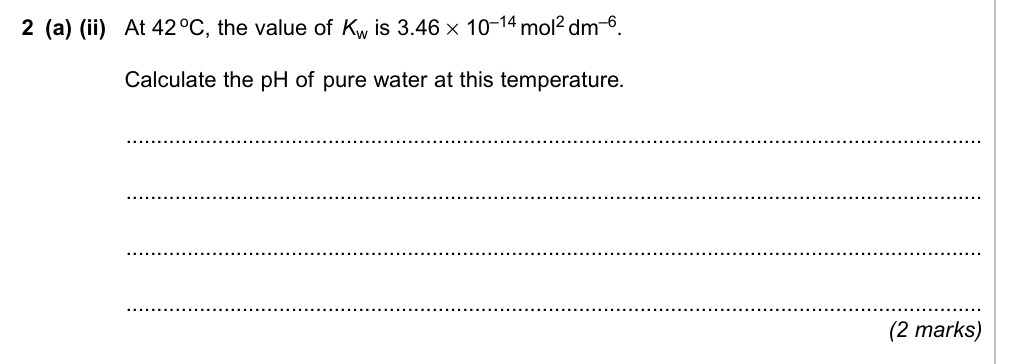 2 (a) (ii) At 42 °C, the value of Kw is 3.46 × 10–14 mol2 dm–6.
Calculate the pH of pure water at this temperature.
................................................................................
................................................................................
................................................................................
................................................................................
(2 marks)